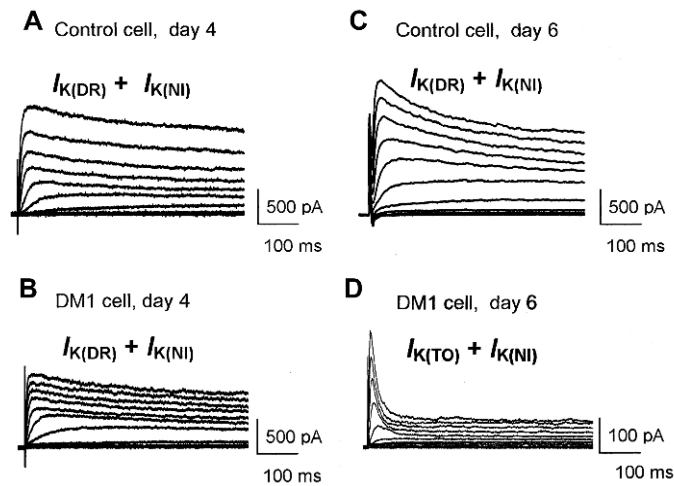 A Control cell, day 4
IK(DR) + IK(NI)
500 pA
100 ms
B DM1 cell, day 4
IK(DR) + IK(NI)
500 pA
100 ms
C Control cell, day 6
IK(DR) + IK(NI)
500 pA
100 ms
D DM1 cell, day 6
IK(TO) + IK(NI)
100 pA
100 ms